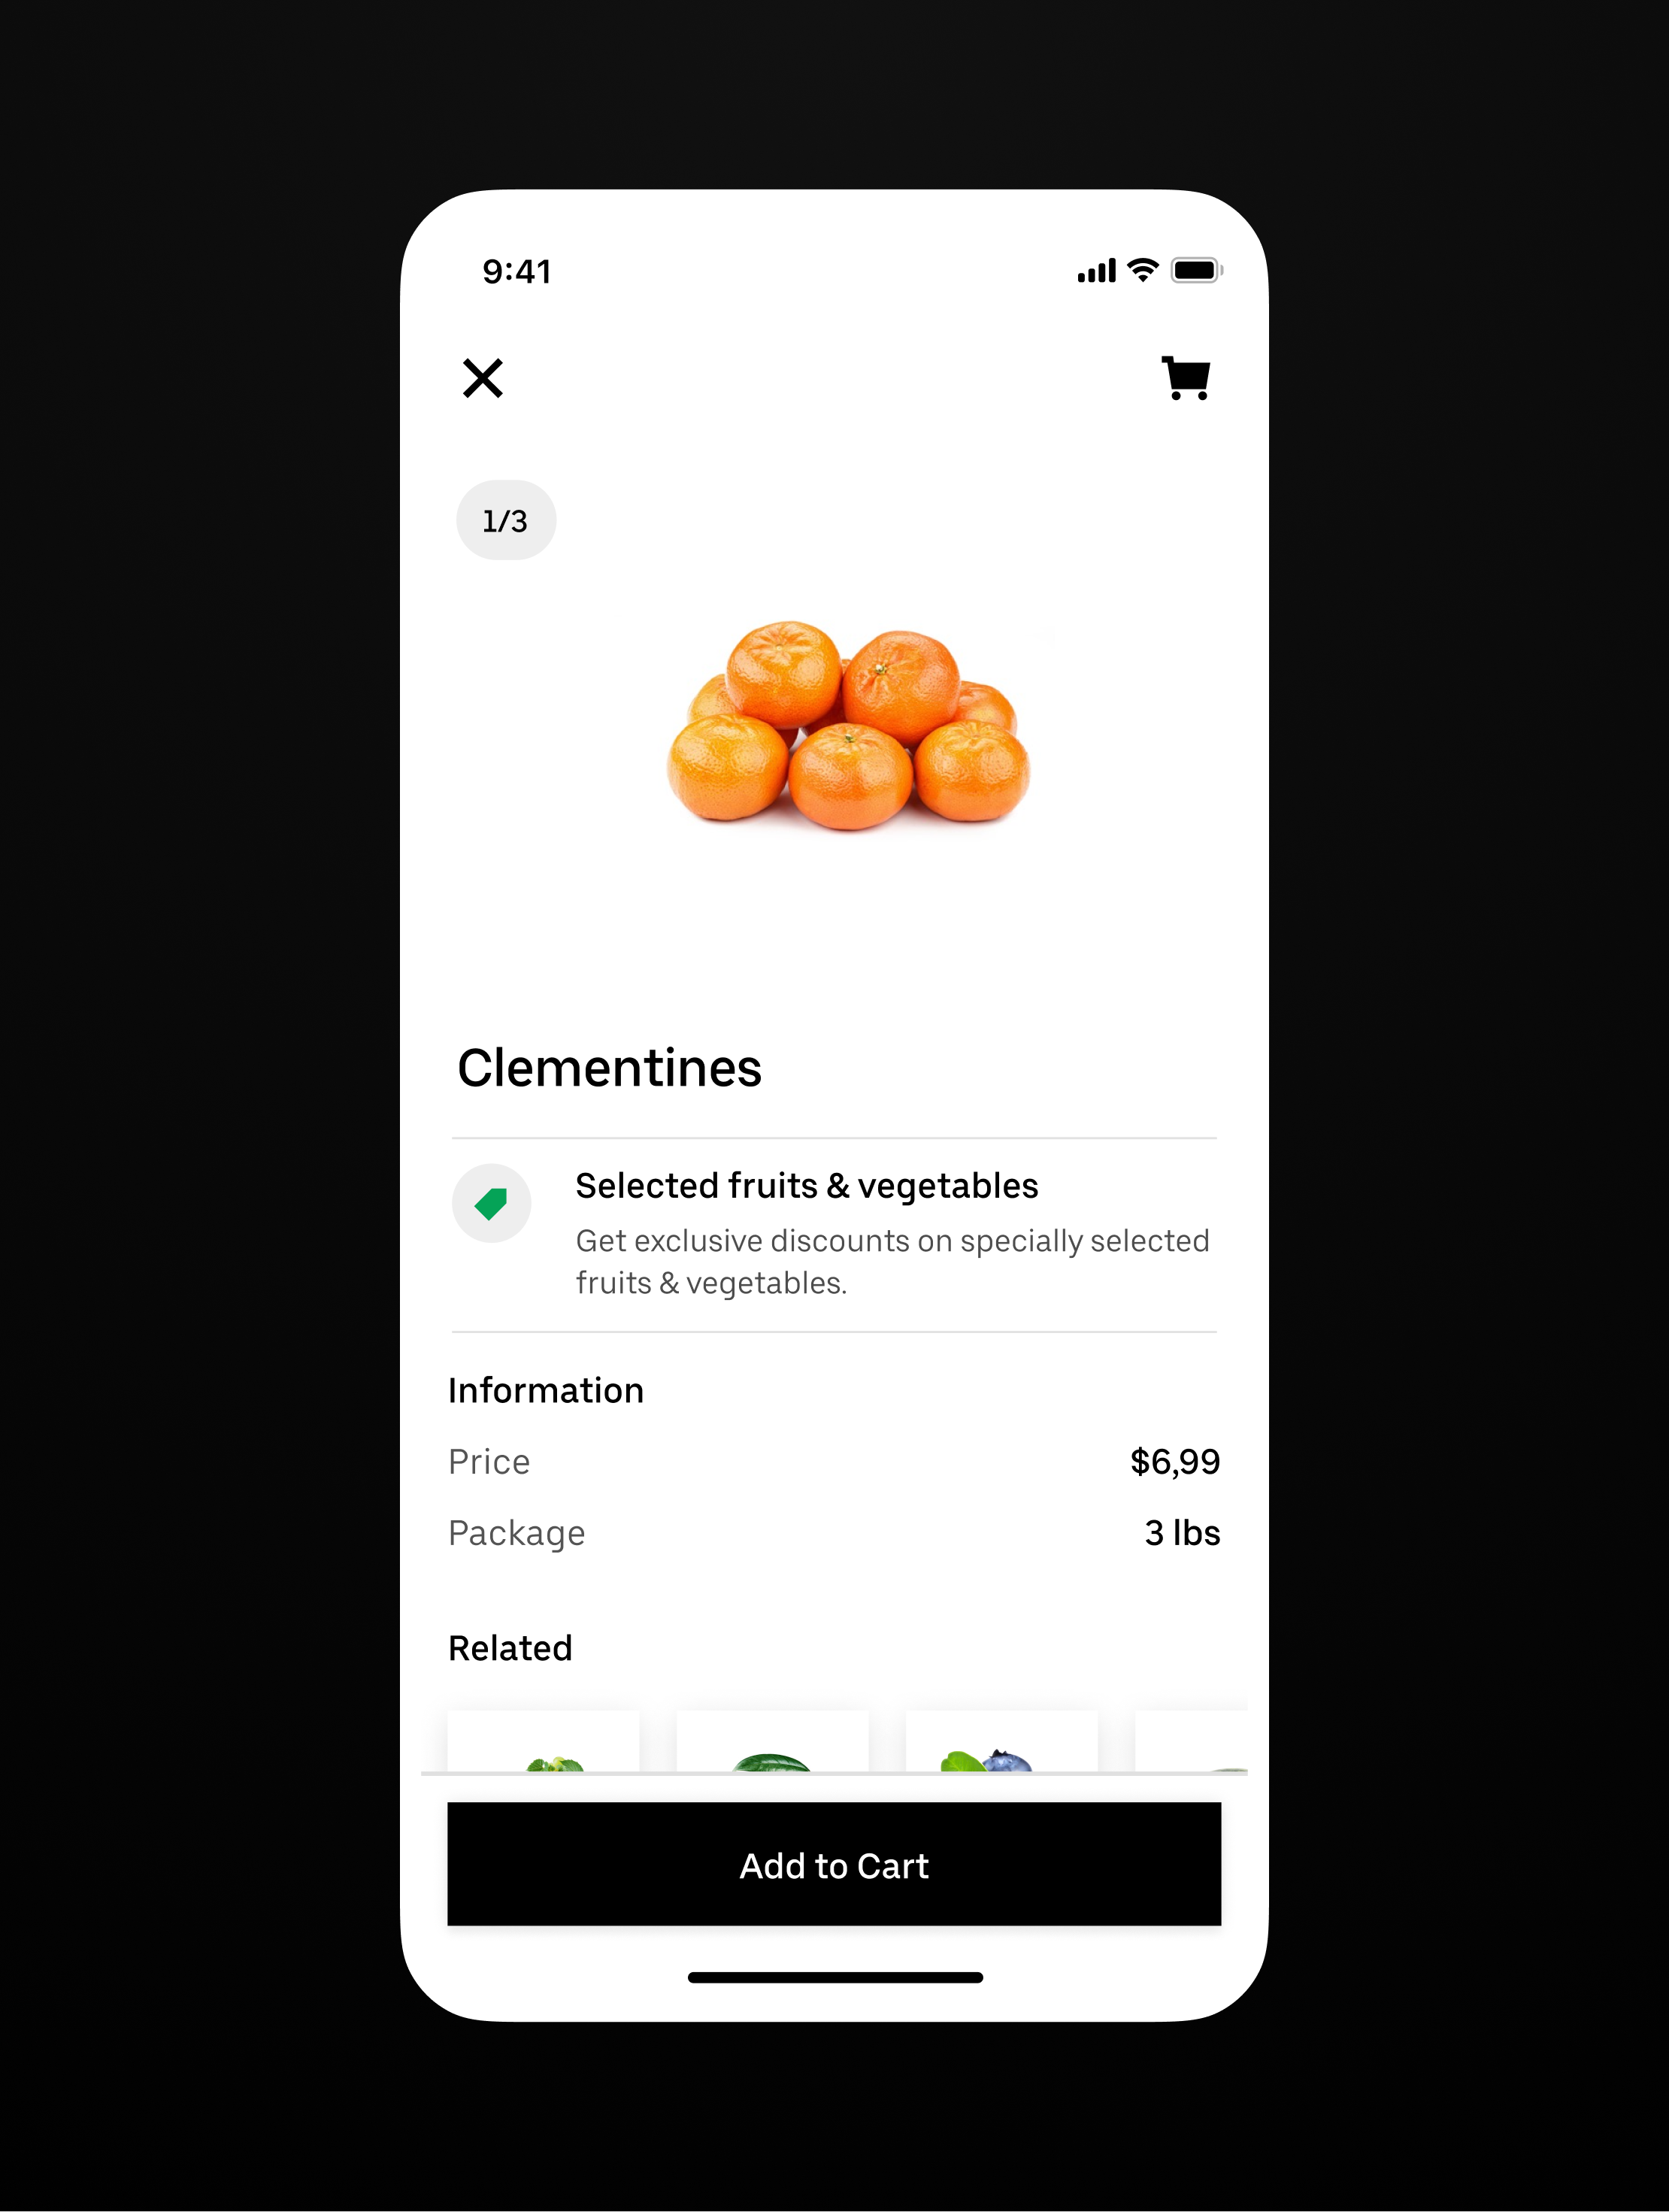 9:41
1/3
Clementines
Selected fruits & vegetables
Get exclusive discounts on specially selected
fruits & vegetables.
Information
Price $6,99
Package 3 lbs
Related
Add to Cart